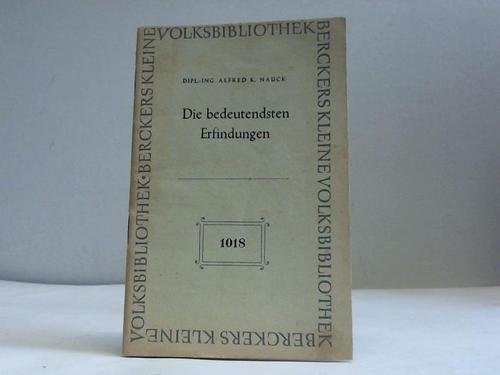 BERCKERS KLEINE VOLKSBIBLIOTHEK
BERCKERS KLEINE VOLKSBIBLIOTHEK
BERCKERS KLEINE
VOLKSBIBLIOTHEK·
DIPL.-ING ALFRED K. NAUCK
Die bedeutendsten
Erfindungen
1018